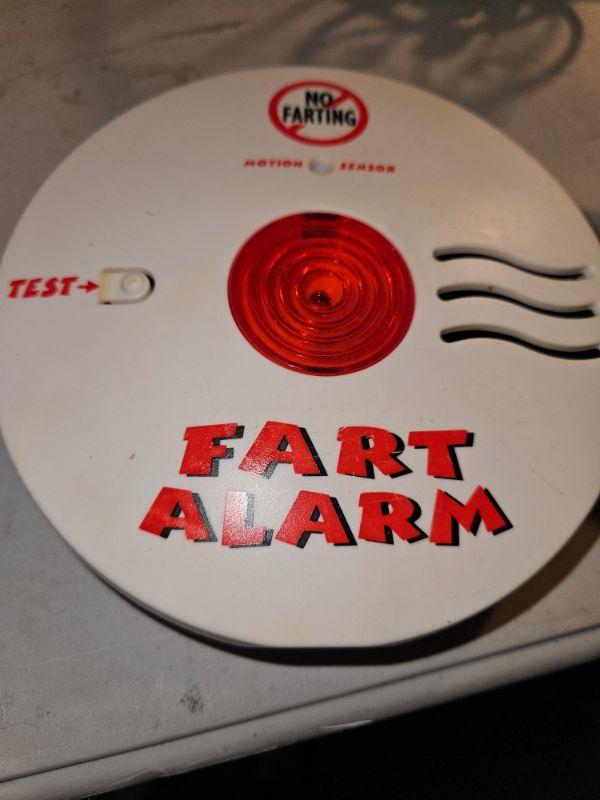 NO
FARTING
MOTION SENSOR
TEST
FART
ALARM